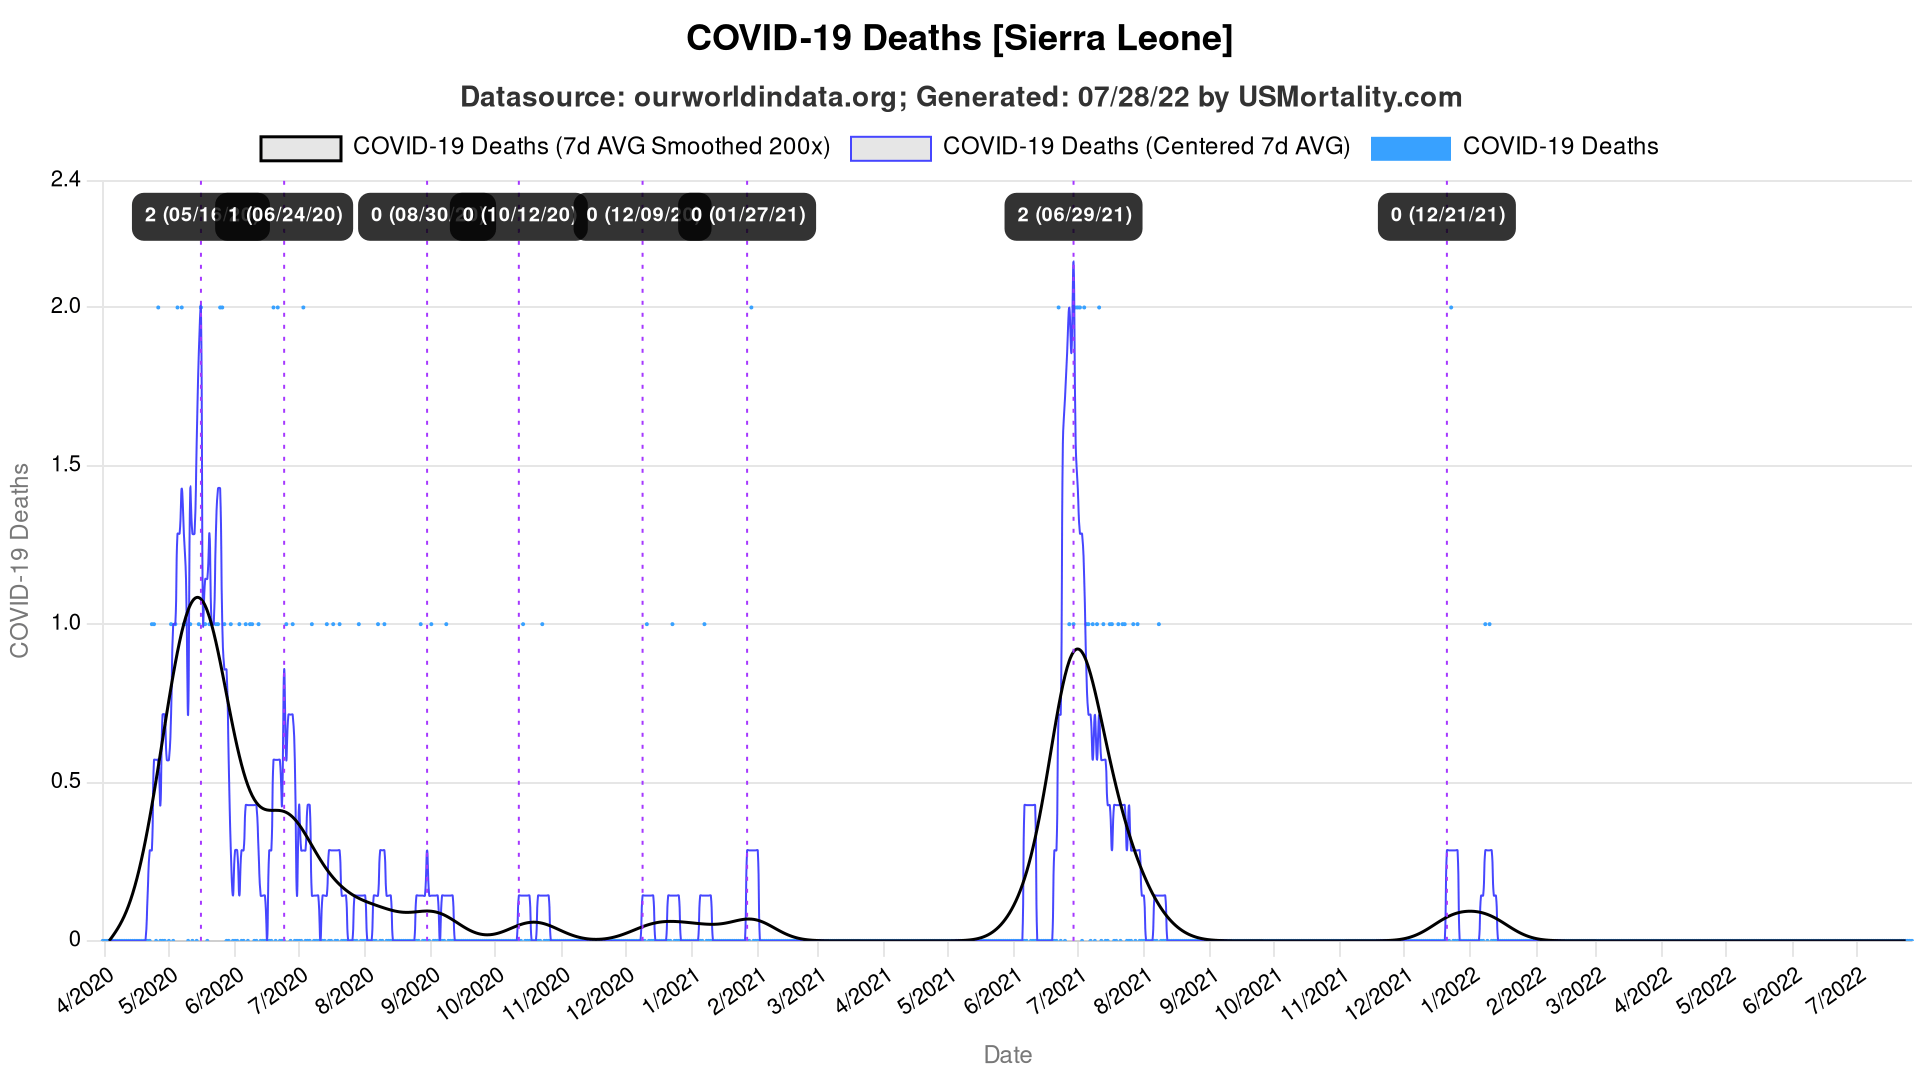 COVID-19 Deaths [Sierra Leone]
Datasource: ourworldindata.org; Generated: 07/28/22 by USMortality.com
COVID-19 Deaths (7d AVG Smoothed 200x) COVID-19 Deaths (Centered 7d AVG) COVID-19 Deaths
2.4
2 (05/16/20) 1 (06/24/20) 0 (08/30/20) 0 (10/12/20) 0 (12/09/20) 0 (01/27/21) 2 (06/29/21) 0 (12/21/21)
2.0
1.5
1.0
0.5
0
COVID-19 Deaths
4/2020 5/2020 6/2020 7/2020 8/2020 9/2020 10/2020 11/2020 12/2020 1/2021 2/2021 3/2021 4/2021 5/2021 6/2021 7/2021 8/2021 9/2021 10/2021 11/2021 12/2021 1/2022 2/2022 3/2022 4/2022 5/2022 6/2022 7/2022
Date